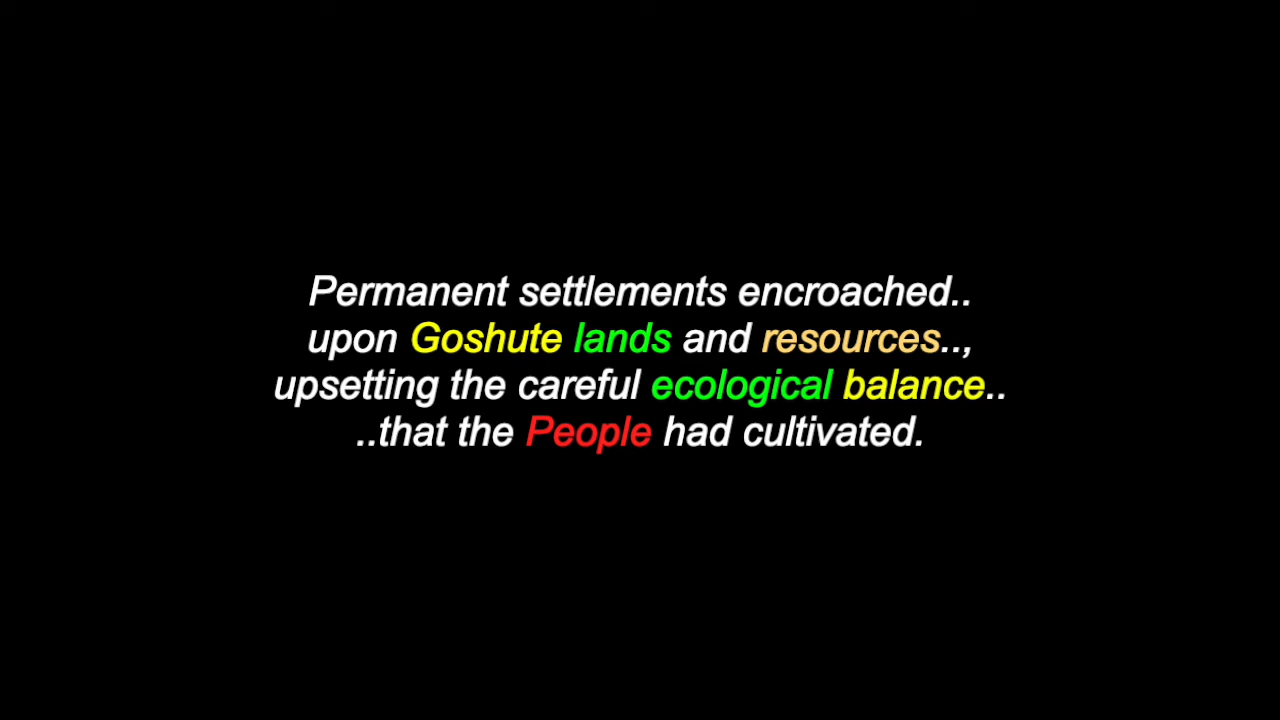 Permanent settlements encroached..
upon Goshute lands and resources..,
upsetting the careful ecological balance..
..that the People had cultivated.